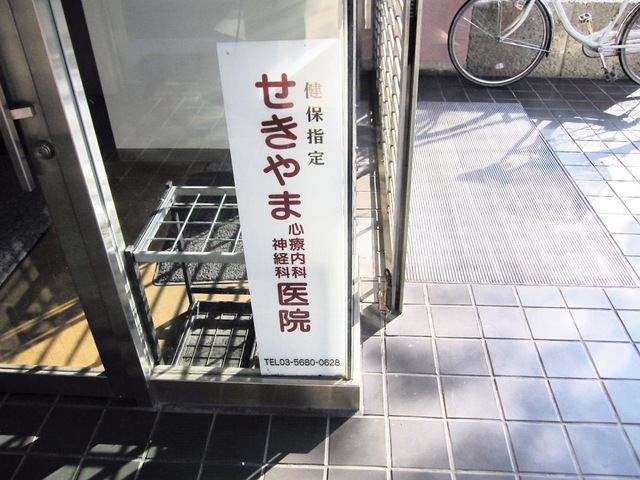 健保指定
せきやま
心療内科
神経科
医院
TEL03-5680-0628